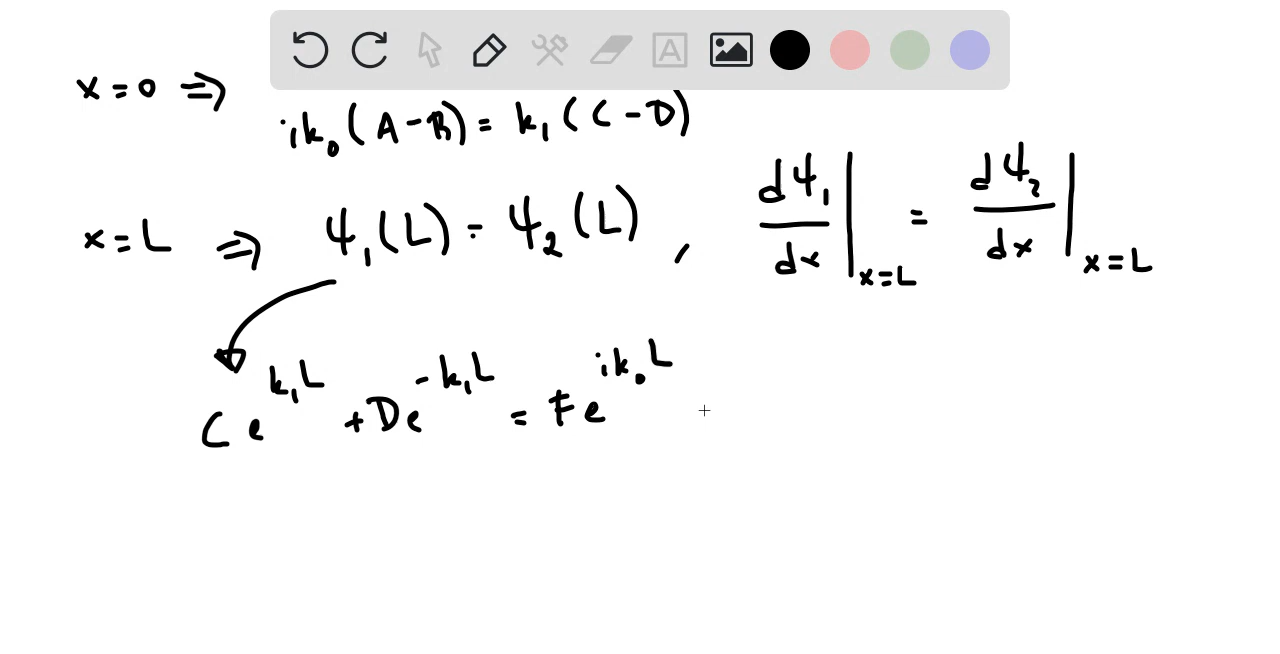 x = 0 ⇒
ik₀(A - B) = k₁(C - D)
x = L ⇒ Ψ₁(L) = Ψ₂(L) , dΨ₁/dx |ₓ₌L = dΨ₂/dx |ₓ₌L
Ce^{k₁L} + De^{-k₁L} = Fe^{ik₀L}